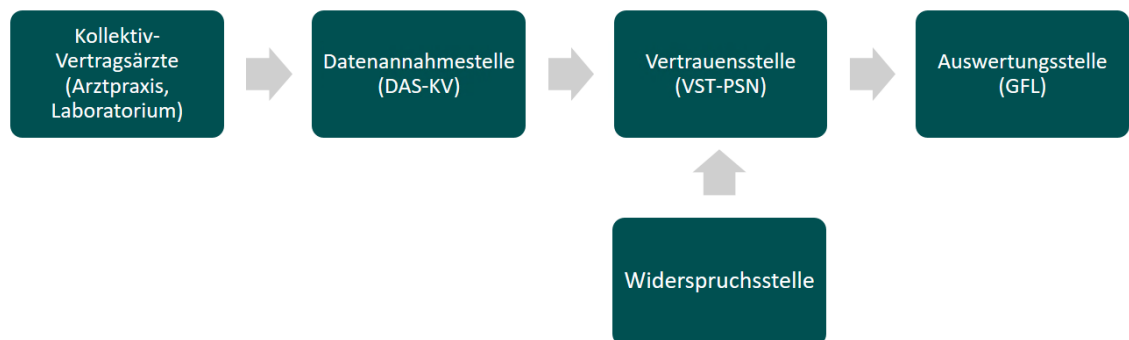 Kollektiv-
Vertragsärzte
(Arztpraxis,
Laboratorium)
Datenannahmestelle
(DAS-KV)
Vertrauensstelle
(VST-PSN)
Auswertungsstelle
(GFL)
Widerspruchsstelle